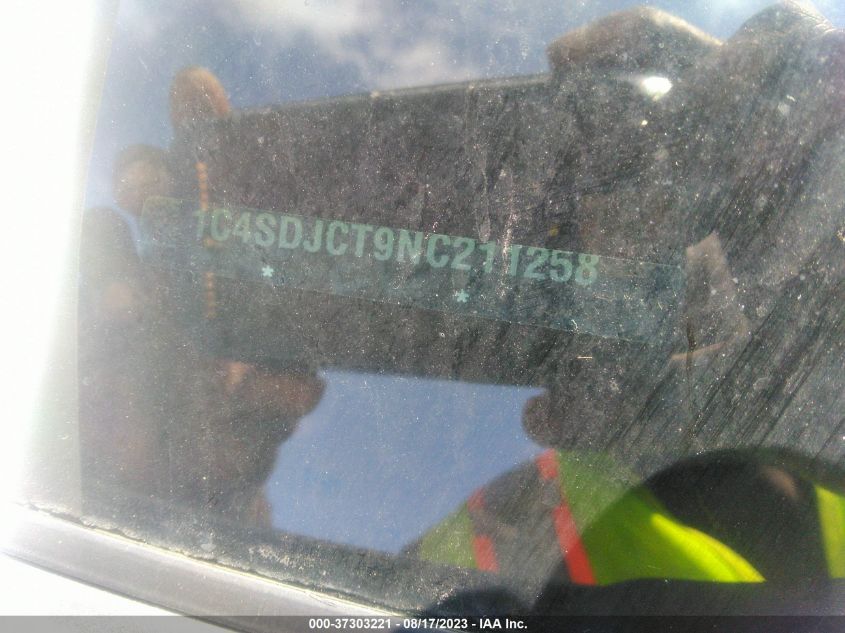 1C4SDJCT9NC211258
* *
000-37303221 - 08/17/2023 - IAA Inc.